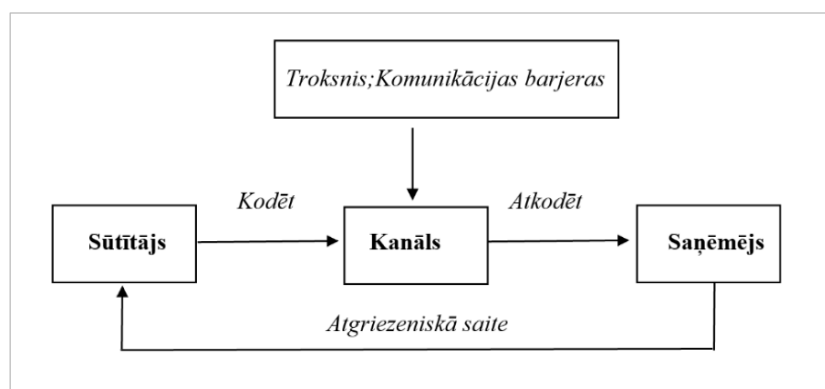 Troksnis;Komunikācijas barjeras
Kodēt
Atkodēt
Sūtītājs
Kanāls
Saņēmējs
Atgriezeniskā saite